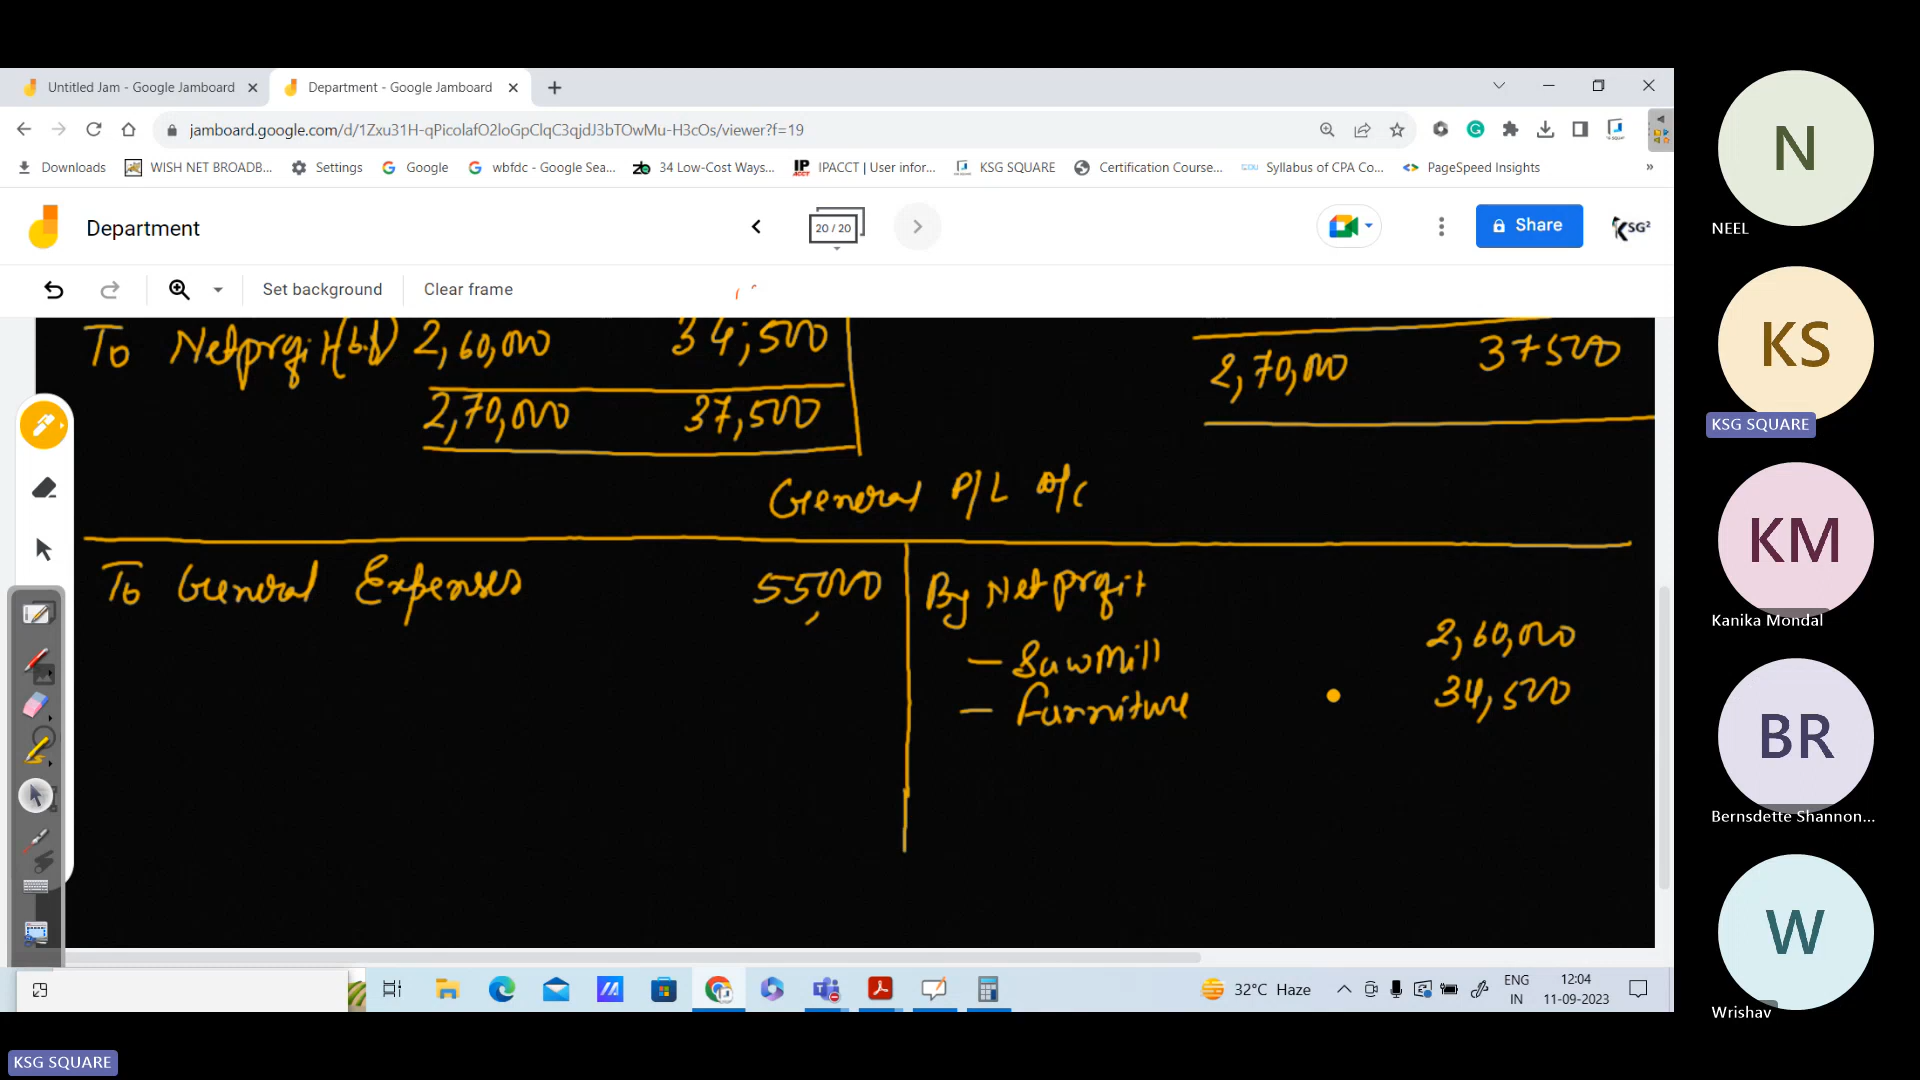 Untitled Jam - Google Jamboard
Department - Google Jamboard
jamboard.google.com/d/1Zxu31H-qPicolafO2loGpClqC3qjdJ3bTOwMu-H3cOs/viewer?f=19
Downloads WISH NET BROADB... Settings Google wbfdc - Google Sea... 34 Low-Cost Ways... IPACCT | User infor... KSG SQUARE Certification Course... Syllabus of CPA Co... PageSpeed Insights »
Department
20 / 20
Share
KSG²
Set background Clear frame
To Netprofit (b.f) 2,60,000 34,500
2,70,000 37500
2,70,000 37,500
General P/L A/c
To General Expenses 55,000 By Netprofit
— SawMill 2,60,000
— Furniture 34,500
32°C Haze
ENG
IN
12:04
11-09-2023
N
NEEL
KS
KSG SQUARE
KM
Kanika Mondal
BR
Bernsdette Shannon...
W
Wrishav
KSG SQUARE